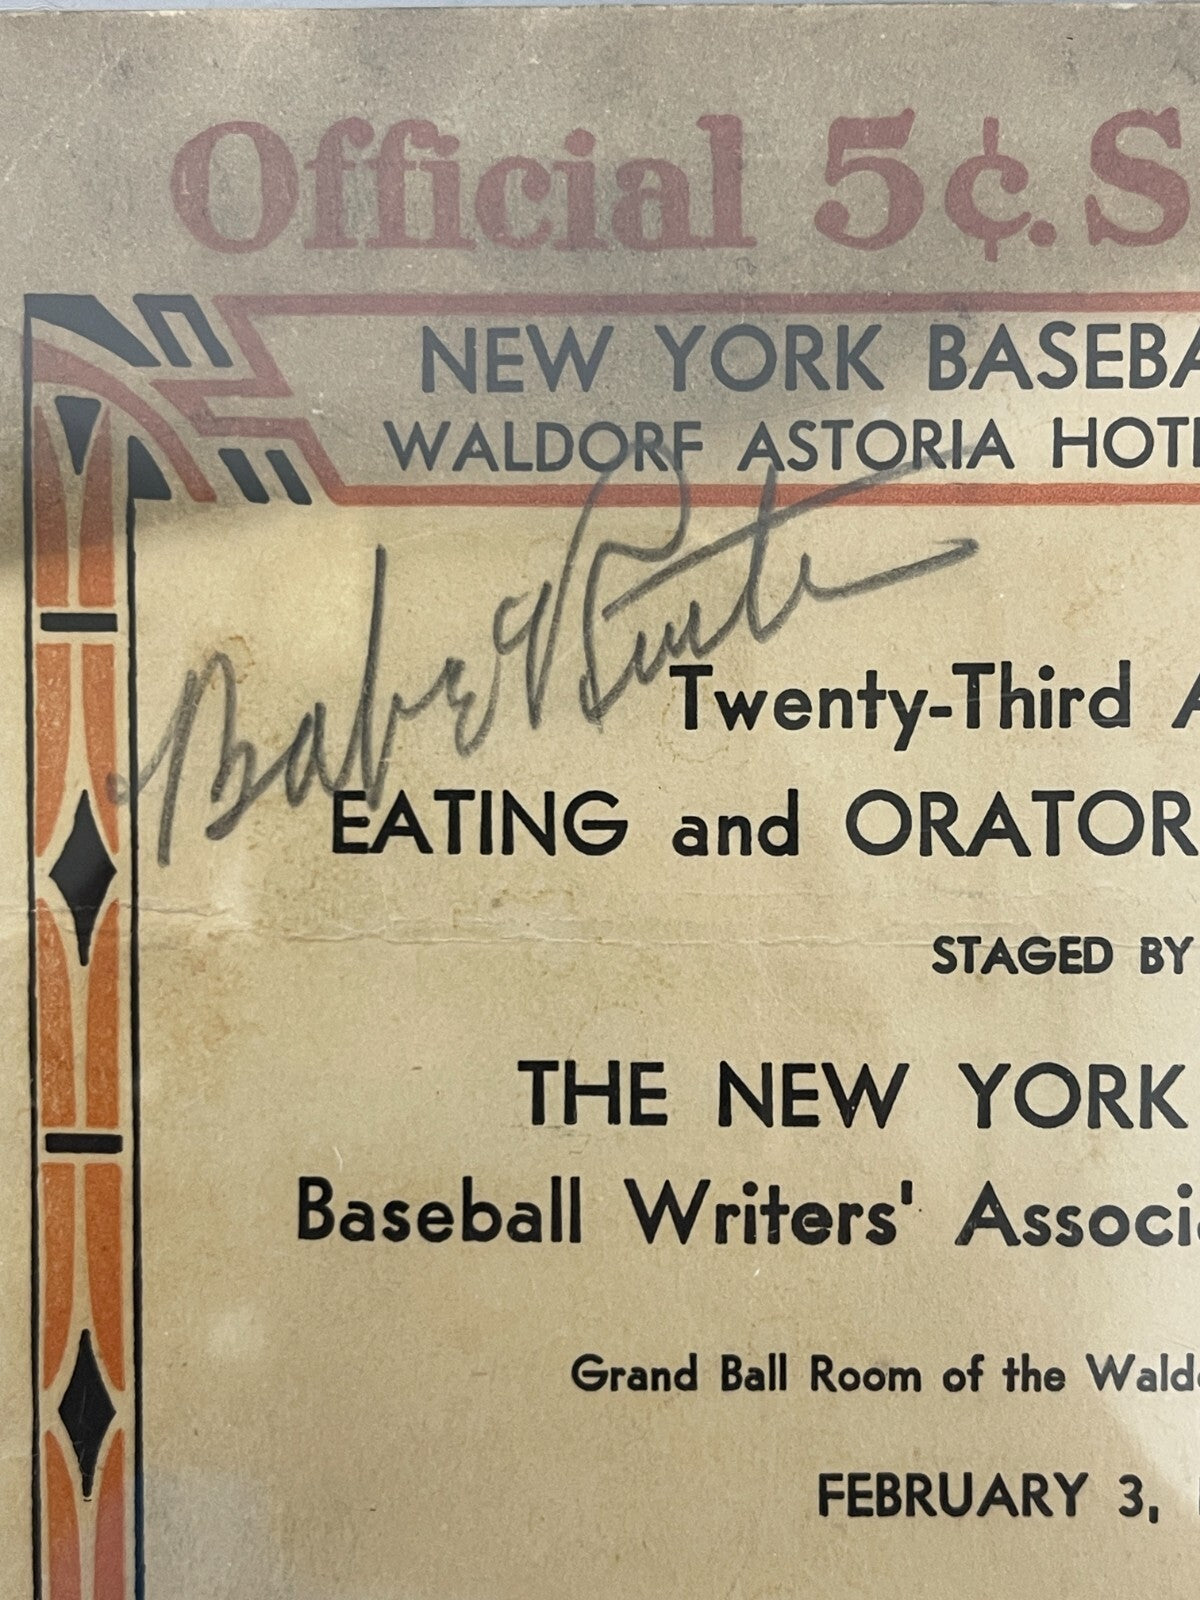 Official 5¢. S
NEW YORK BASEBA
WALDORF ASTORIA HOT
Babe Ruth
Twenty-Third A
EATING and ORATOR
STAGED BY
THE NEW YORK
Baseball Writers' Associa
Grand Ball Room of the Waldo
FEBRUARY 3,